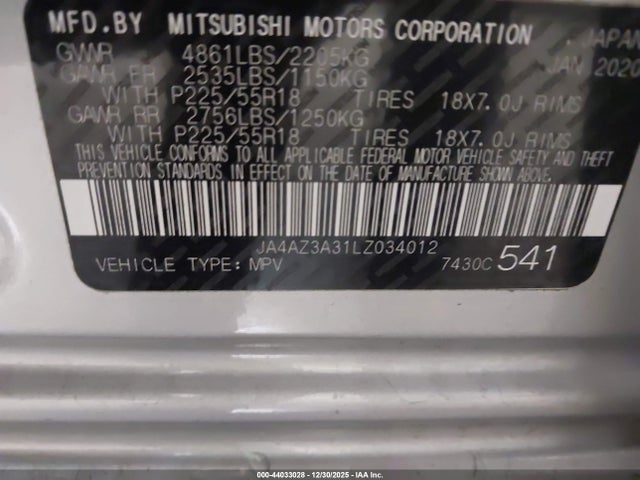 MFD.BY MITSUBISHI MOTORS CORPORATION JAPAN
GVWR 4861LBS/2205KG JAN 2020
GAWR FR 2535LBS/1150KG
WITH P225/55R18 TIRES 18X7.0J RIMS
GAWR RR 2756LBS/1250KG
WITH P225/55R18 TIRES 18X7.0J RIMS
THIS VEHICLE CONFORMS TO ALL APPLICABLE FEDERAL MOTOR VEHICLE SAFETY AND THEFT
PREVENTION STANDARDS, IN EFFECT ON THE DATE OF MANUFACTURE SHOWN ABOVE.
JA4AZ3A31LZ034012
VEHICLE TYPE: MPV 7430C 541
000-44033028 - 12/30/2025 - IAA Inc.